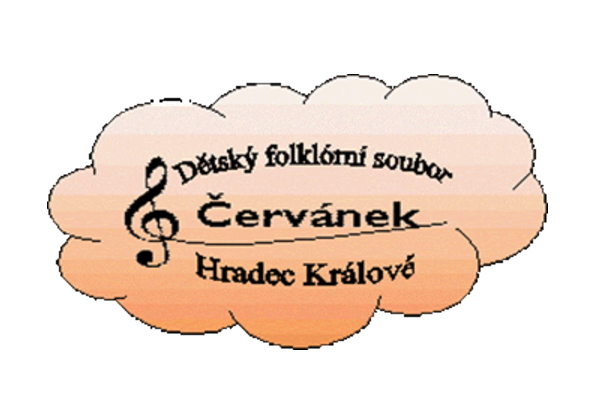 Dětský folklórní soubor
Červánek
Hradec Králové